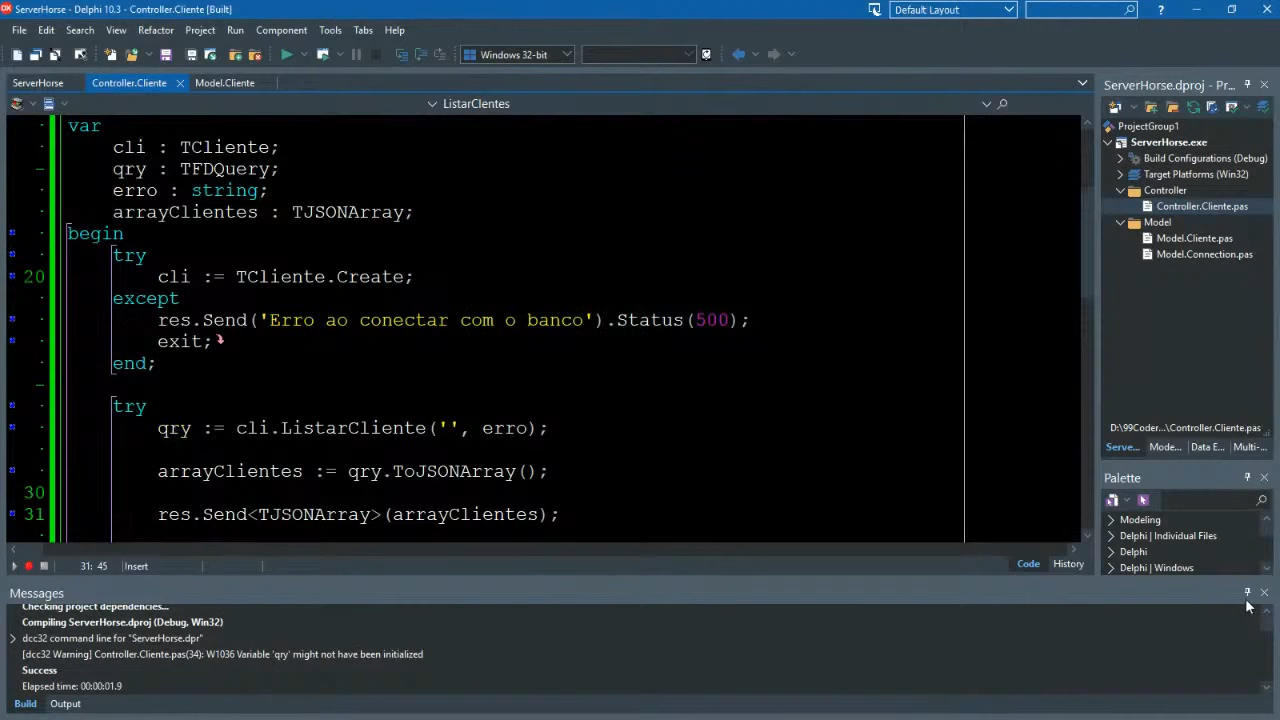 ServerHorse - Delphi 10.3 - Controller.Cliente [Built]
Default Layout
File Edit Search View Refactor Project Run Component Tools Tabs Help
Windows 32-bit
ServerHorse Controller.Cliente Model.Cliente
ListarClentes
var
cli : TCliente;
qry : TFDQuery;
erro : string;
arrayClientes : TJSONArray;
begin
try
20 cli := TCliente.Create;
except
res.Send('Erro ao conectar com o banco').Status(500);
exit;
end;
try
qry := cli.ListarCliente('', erro);
arrayClientes := qry.ToJSONArray();
30
31 res.Send<TJSONArray>(arrayClientes);
31: 45 Insert
Code History
ServerHorse.dproj - Pr...
ProjectGroup1
ServerHorse.exe
Build Configurations (Debug)
Target Platforms (Win32)
Controller
Controller.Cliente.pas
Model
Model.Cliente.pas
Model.Connection.pas
D:\99Coder...\Controller.Cliente.pas
Serve... Mode... Data E... Multi-...
Palette
Modeling
Delphi | Individual Files
Delphi
Delphi | Windows
Messages
Checking project dependencies...
Compiling ServerHorse.dproj (Debug, Win32)
dcc32 command line for "ServerHorse.dpr"
[dcc32 Warning] Controller.Cliente.pas(34): W1036 Variable 'qry' might not have been initialized
Success
Elapsed time: 00:00:01.9
Build Output